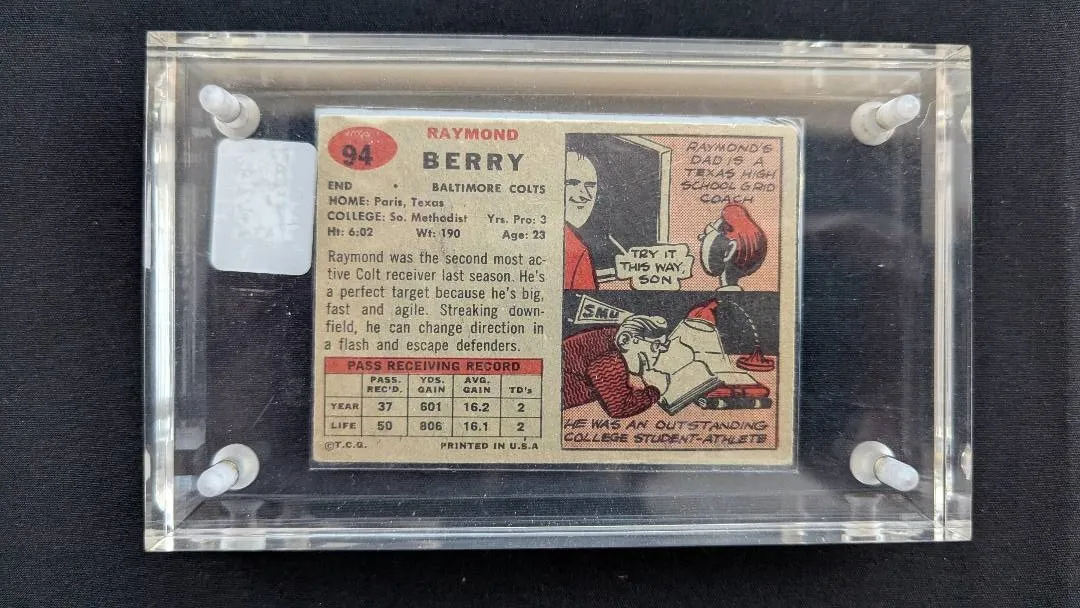 94
RAYMOND
BERRY
END • BALTIMORE COLTS
HOME: Paris, Texas
COLLEGE: So. Methodist Yrs. Pro: 3
Ht: 6:02 Wt: 190 Age: 23
Raymond was the second most ac-
tive Colt receiver last season. He's
a perfect target because he's big,
fast and agile. Streaking down-
field, he can change direction in
a flash and escape defenders.
PASS RECEIVING RECORD
PASS. REC'D. YDS. GAIN AVG. GAIN TD's
YEAR 37 601 16.2 2
LIFE 50 806 16.1 2
©T.C.G. PRINTED IN U.S.A
RAYMOND'S
DAD IS A
TEXAS HIGH
SCHOOL GRID
COACH
TRY IT
THIS WAY,
SON
SMU
HE WAS AN OUTSTANDING
COLLEGE STUDENT-ATHLETE